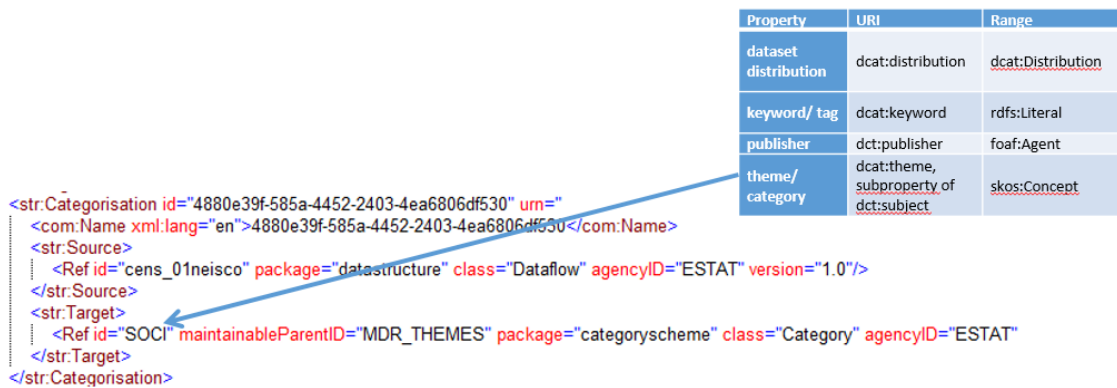 Property URI Range
dataset distribution dcat:distribution dcat:Distribution
keyword/ tag dcat:keyword rdfs:Literal
publisher dct:publisher foaf:Agent
theme/ category dcat:theme, subproperty of dct:subject skos:Concept
<str:Categorisation id="4880e39f-585a-4452-2403-4ea6806df530" urn="
<com:Name xml:lang="en">4880e39f-585a-4452-2403-4ea6806df530</com:Name>
<str:Source>
<Ref id="cens_01neisco" package="datastructure" class="Dataflow" agencyID="ESTAT" version="1.0"/>
</str:Source>
<str:Target>
<Ref id="SOCI" maintainableParentID="MDR_THEMES" package="categoryscheme" class="Category" agencyID="ESTAT"
</str:Target>
</str:Categorisation>